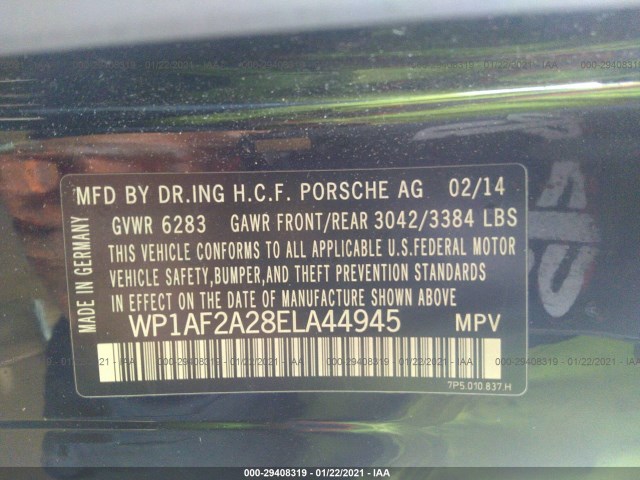 MFD BY DR.ING H.C.F. PORSCHE AG 02/14
GVWR 6283 GAWR FRONT/REAR 3042/3384 LBS
THIS VEHICLE CONFORMS TO ALL APPLICABLE U.S.FEDERAL MOTOR
VEHICLE SAFETY,BUMPER,AND THEFT PREVENTION STANDARDS
IN EFFECT ON THE DATE OF MANUFACTURE SHOWN ABOVE.
WP1AF2A28ELA44945 MPV
MADE IN GERMANY
7P5.010.837.H
000-29408319 - 01/22/2021 - IAA